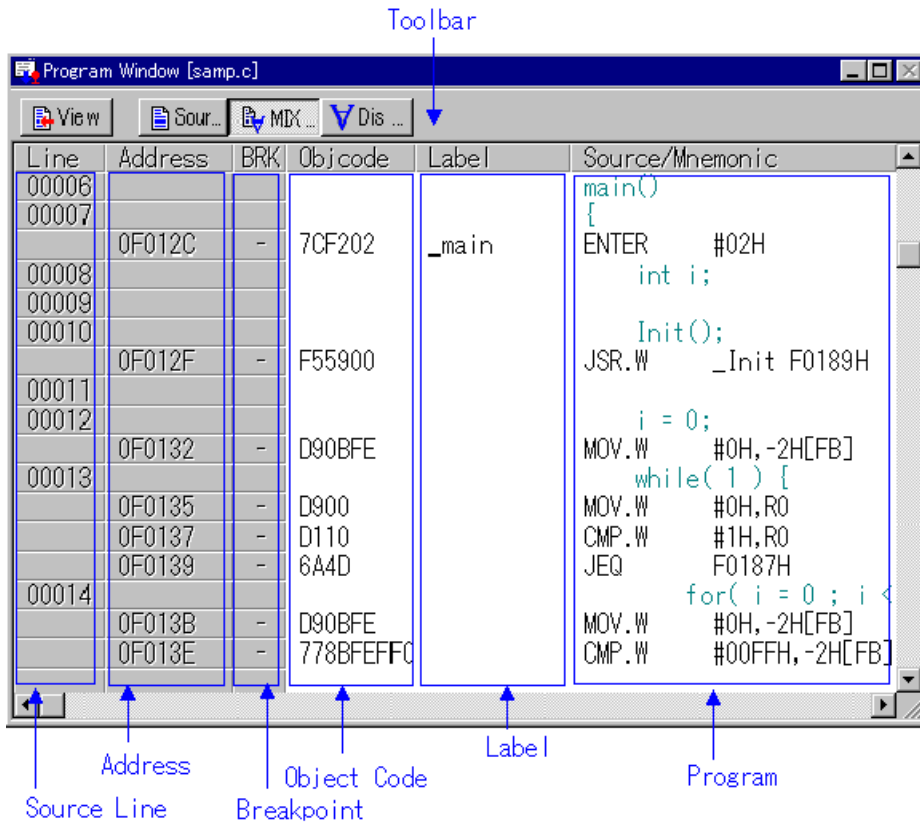 Toolbar
Program Window [samp.c]
View Sour... MIX ... Dis ...
Line Address BRK Objcode Label Source/Mnemonic
00006 main()
00007 {
0F012C - 7CF202 _main ENTER #02H
00008 int i;
00009
00010 Init();
0F012F - F55900 JSR.W _Init F0189H
00011
00012 i = 0;
0F0132 - D90BFE MOV.W #0H,-2H[FB]
00013 while( 1 ) {
0F0135 - D900 MOV.W #0H,R0
0F0137 - D110 CMP.W #1H,R0
0F0139 - 6A4D JEQ F0187H
00014 for( i = 0 ; i <
0F013B - D90BFE MOV.W #0H,-2H[FB]
0F013E - 778BFEFF0 CMP.W #00FFH,-2H[FB]
Source Line
Address
Breakpoint
Object Code
Label
Program